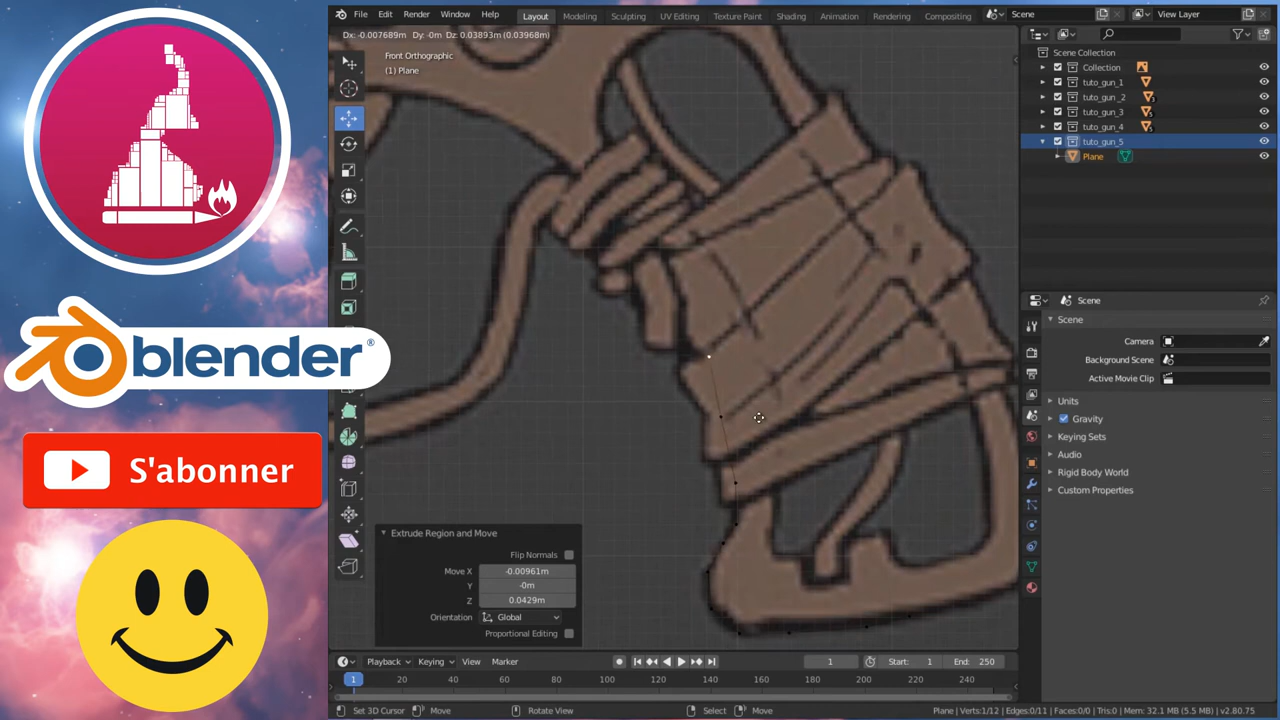 File Edit Render Window Help
Layout Modeling Sculpting UV Editing Texture Paint Shading Animation Rendering Compositing
Scene
View Layer
Dx: -0.007689m Dy: -0m Dz: 0.03893m (0.03968m)
Front Orthographic
(1) Plane
Scene Collection
Collection
tuto_gun_1
tuto_gun _2
tuto_gun_3
tuto_gun_4
tuto_gun_5
Plane
Scene
Scene
Camera
Background Scene
Active Movie Clip
Units
Gravity
Keying Sets
Audio
Rigid Body World
Custom Properties
blender®
S'abonner
Extrude Region and Move
Flip Normals
Move X -0.00961m
Y -0m
Z 0.0429m
Orientation Global
Proportional Editing
Playback Keying View Marker
1
Start: 1 End: 250
1 20 40 60 80 100 120 140 160 180 200 220 240
Set 3D Cursor Move Rotate View Select Move
Plane | Verts:1/12 | Edges:0/11 | Faces:0/0 | Tris:0 | Mem: 32.1 MB (5.5 MB) | v2.80.75